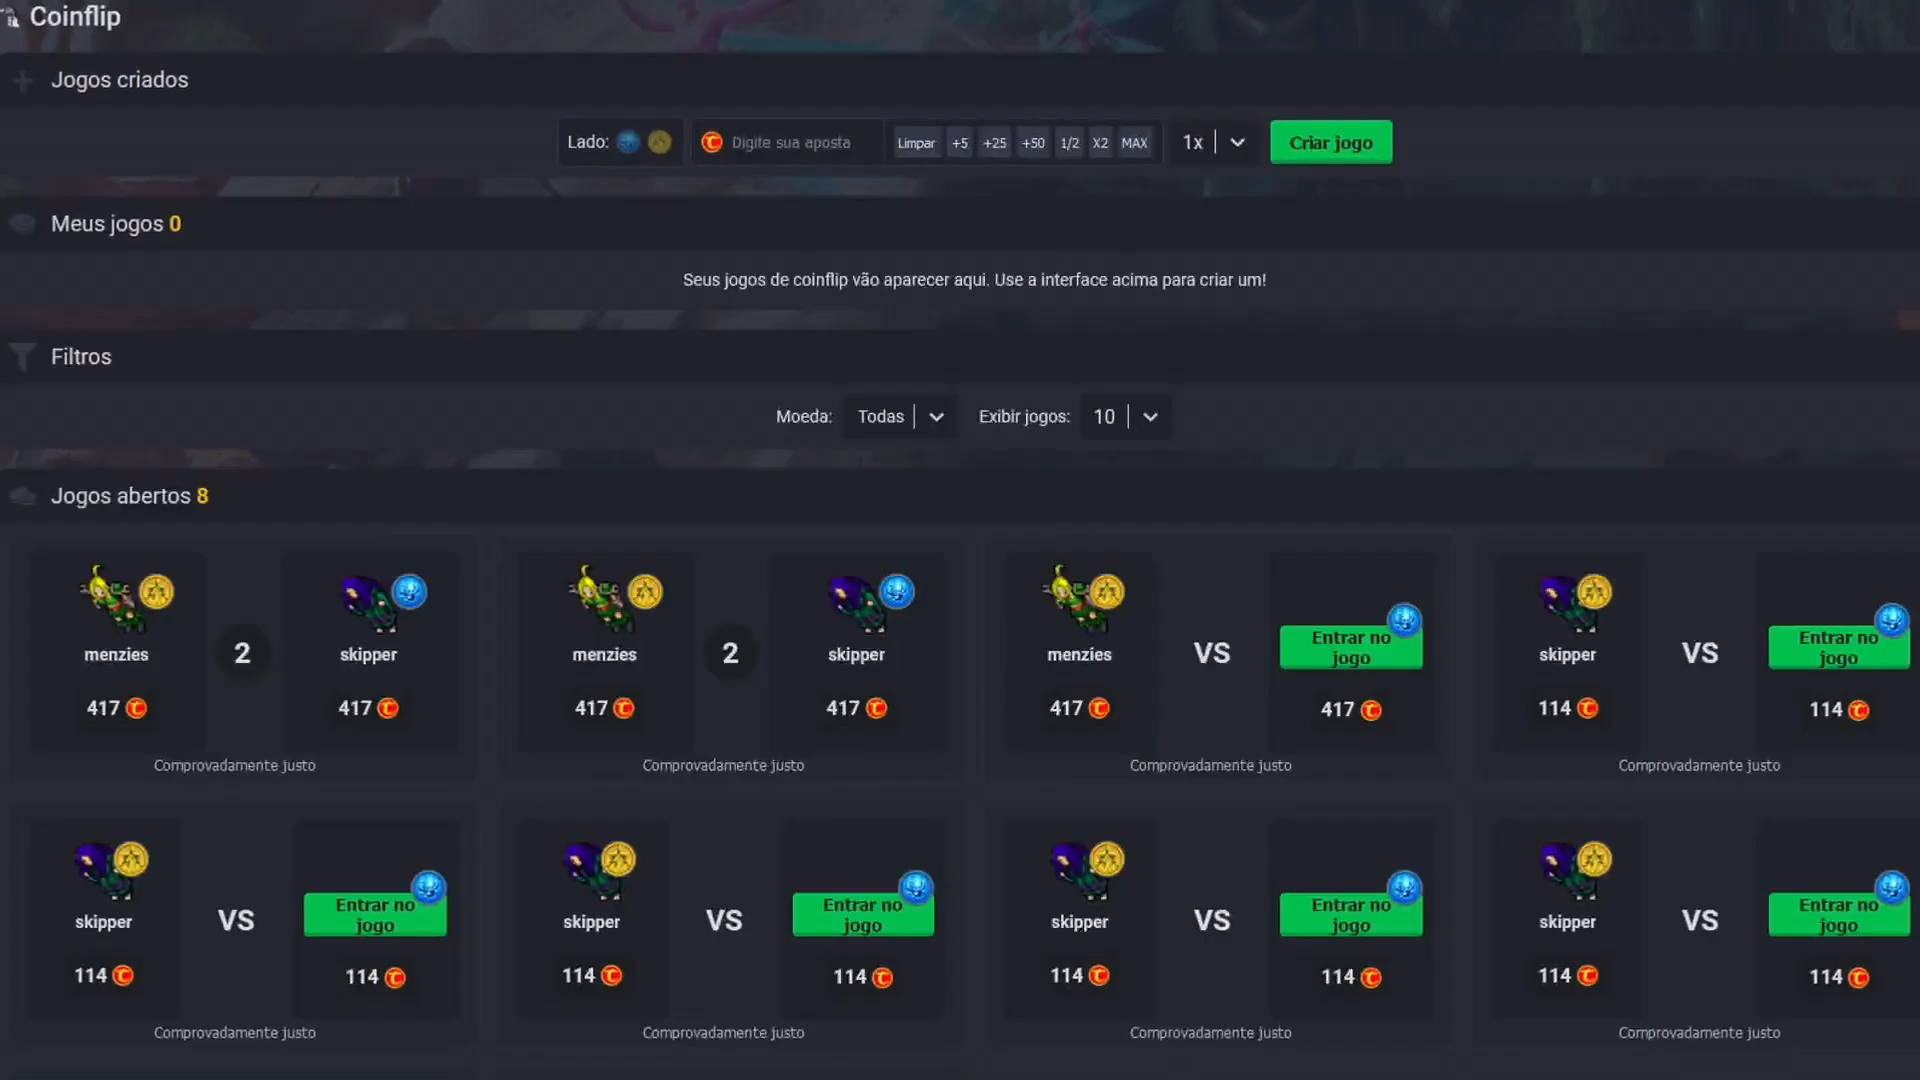 Coinflip
Jogos criados
Lado: Digite sua aposta Limpar +5 +25 +50 1/2 X2 MAX 1x Criar jogo
Meus jogos 0
Seus jogos de coinflip vão aparecer aqui. Use a interface acima para criar um!
Filtros
Moeda: Todas Exibir jogos: 10
Jogos abertos 8
menzies 2 skipper
417 417
Comprovadamente justo
menzies 2 skipper
417 417
Comprovadamente justo
menzies VS Entrar no
jogo
417 417
Comprovadamente justo
skipper VS Entrar no
jogo
114 114
Comprovadamente justo
skipper VS Entrar no
jogo
114 114
Comprovadamente justo
skipper VS Entrar no
jogo
114 114
Comprovadamente justo
skipper VS Entrar no
jogo
114 114
Comprovadamente justo
skipper VS Entrar no
jogo
114 114
Comprovadamente justo